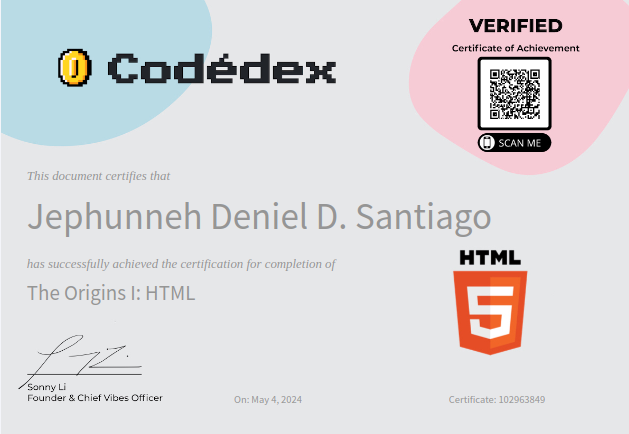 Codédex
VERIFIED
Certificate of Achievement
SCAN ME
This document certifies that
Jephunneh Deniel D. Santiago
has successfully achieved the certification for completion of
The Origins I: HTML
HTML
5
Sonny Li
Founder & Chief Vibes Officer
On: May 4, 2024
Certificate: 102963849